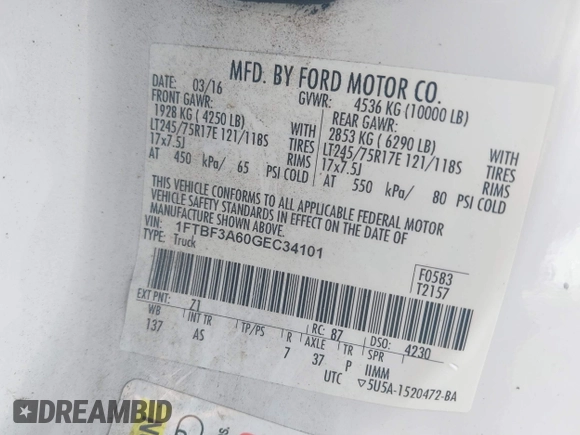 MFD. BY FORD MOTOR CO.
DATE: 03/16 GVWR: 4536 KG (10000 LB)
FRONT GAWR: REAR GAWR:
1928 KG ( 4250 LB) WITH 2853 KG ( 6290 LB) WITH
LT245/75R17E 121/118S TIRES LT245/75R17E 121/118S TIRES
17x7.5J RIMS 17x7.5J RIMS
AT 450 kPa/ 65 PSI COLD AT 550 kPa/ 80 PSI COLD
THIS VEHICLE CONFORMS TO ALL APPLICABLE FEDERAL MOTOR
VEHICLE SAFETY STANDARDS IN EFFECT ON THE DATE OF
MANUFACTURE SHOWN ABOVE.
VIN: 1FTBF3A60GEC34101
TYPE: Truck
F0583
T2157
EXT PNT: Z1 RC: 87 DSO: 4230
WB INT TR TP/PS R AXLE TR SPR
137 AS 7 37 P IIMM
UTC ▽5U5A-1520472-BA
DREAMBID